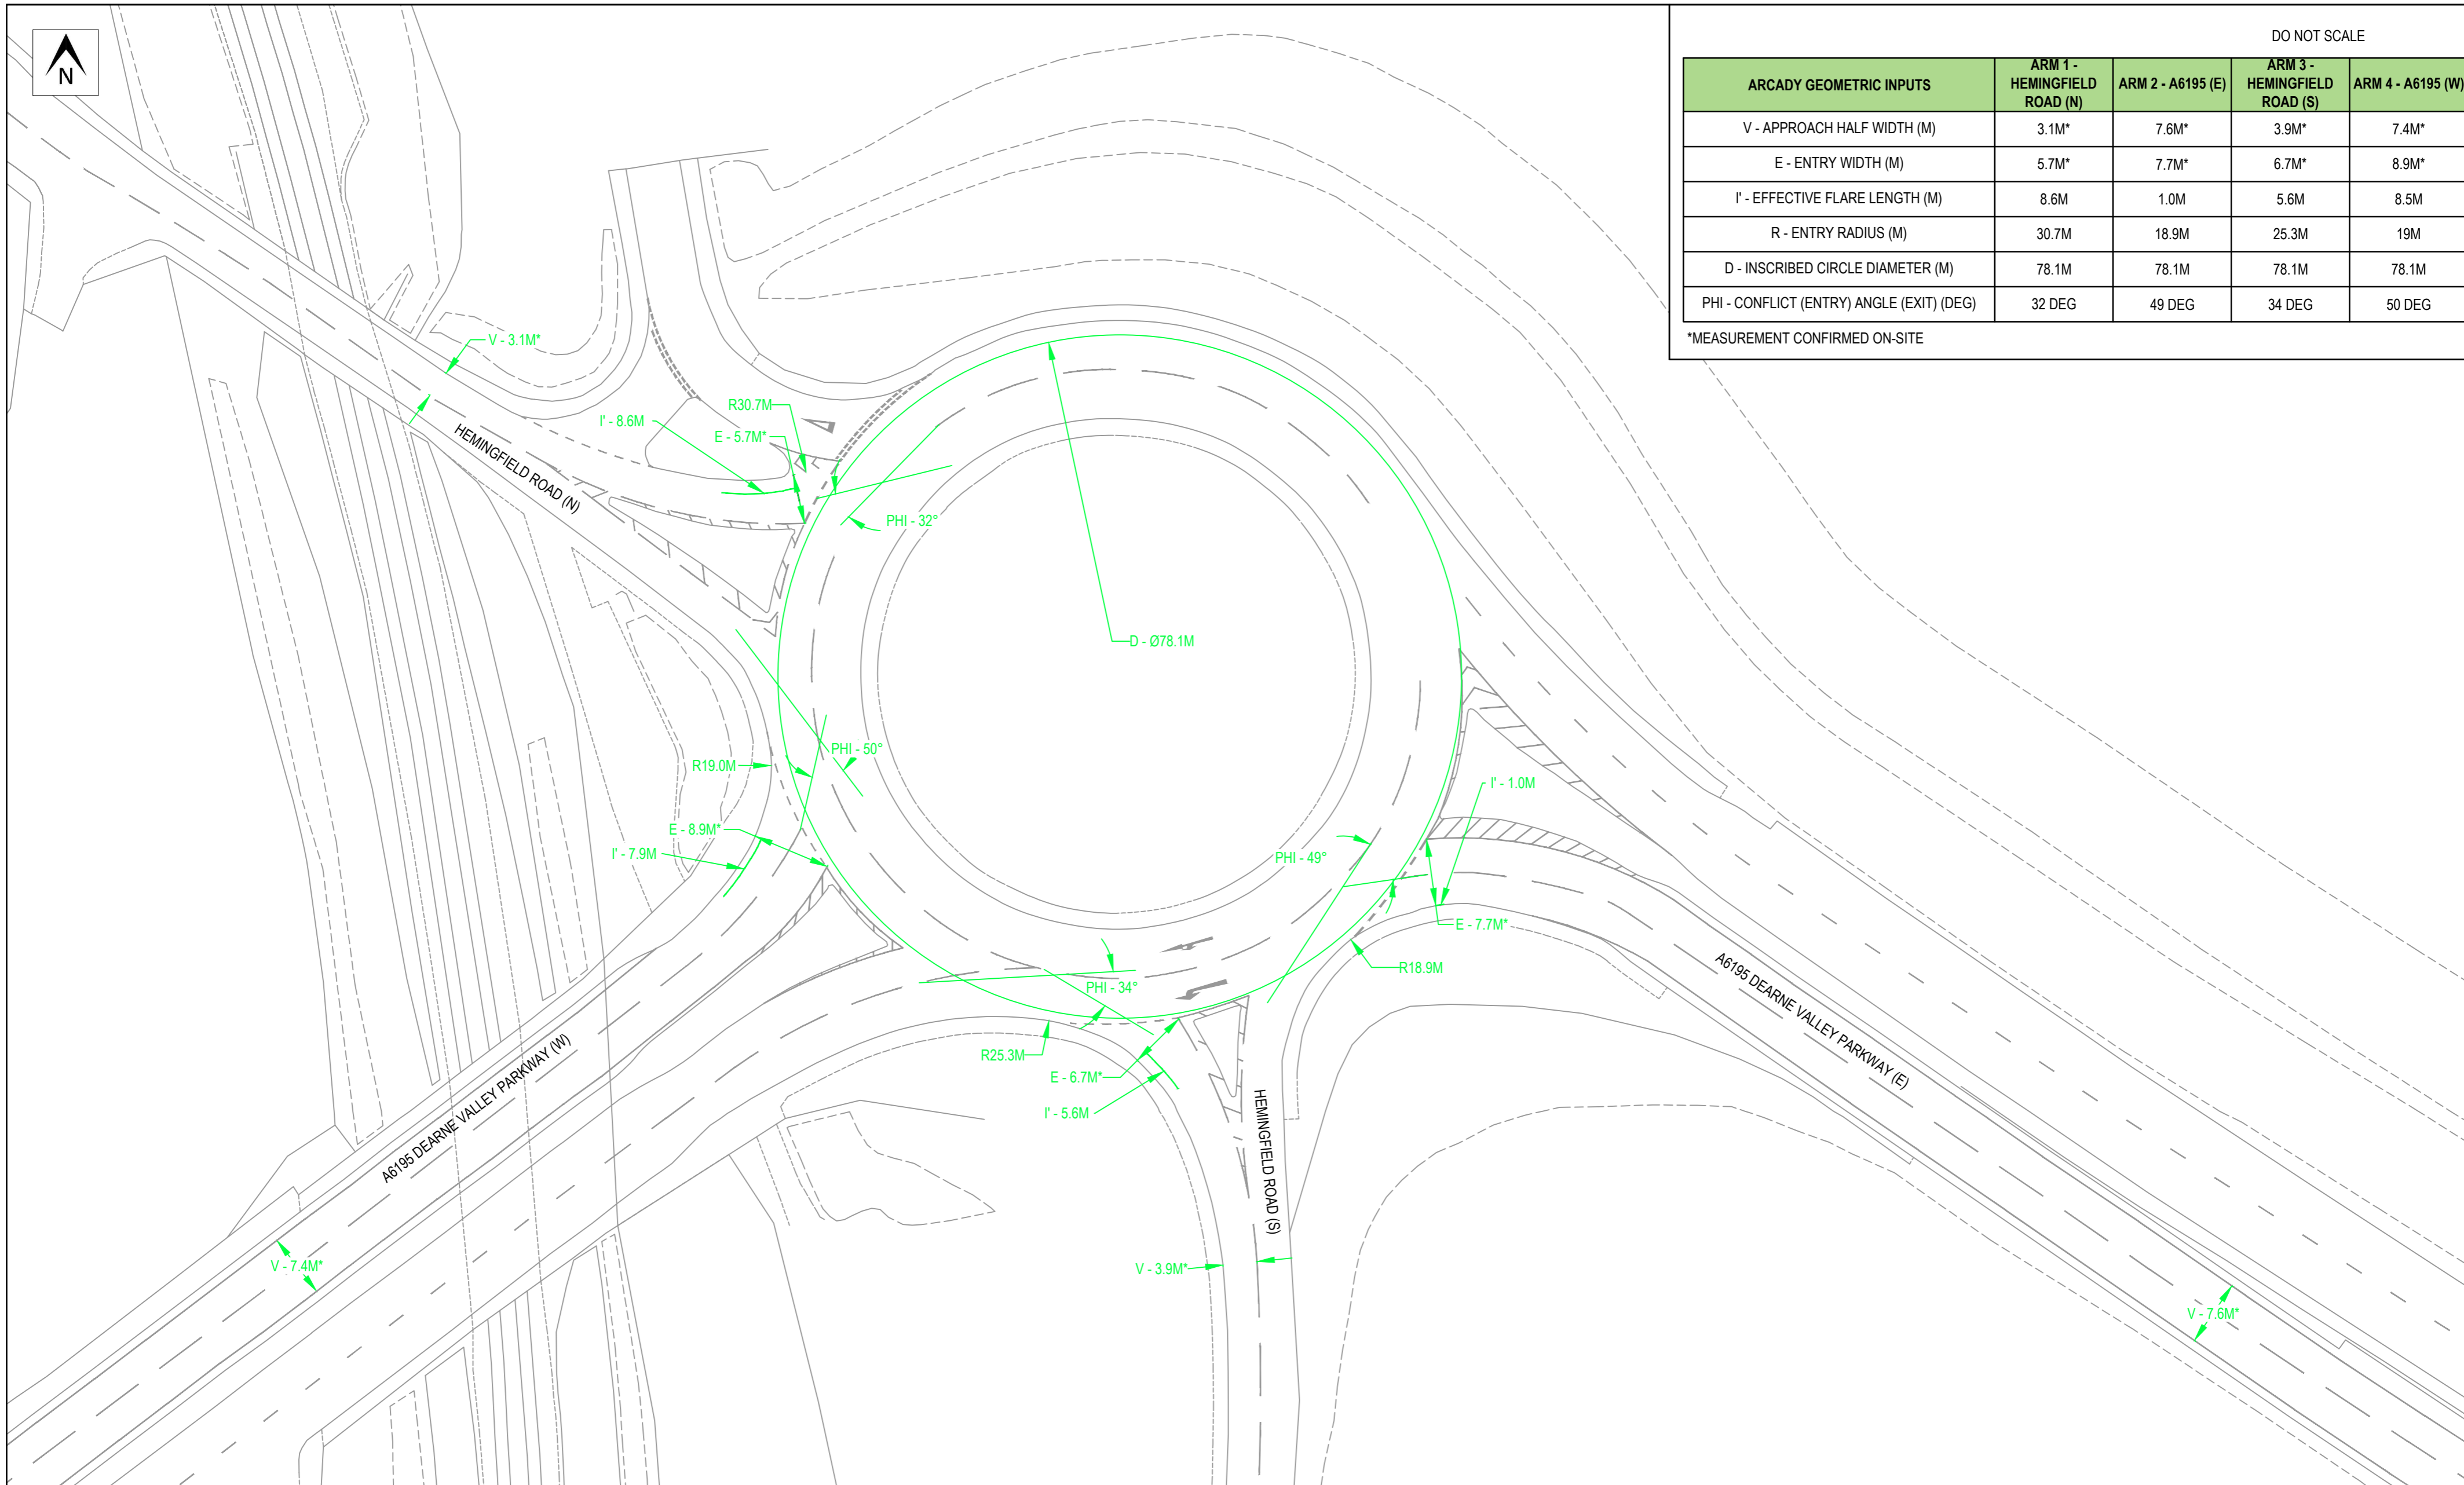 N
DO NOT SCALE
ARCADY GEOMETRIC INPUTS
ARM 1 -
HEMINGFIELD
ROAD (N)
ARM 2 - A6195 (E)
ARM 3 -
HEMINGFIELD
ROAD (S)
ARM 4 - A6195 (W)
V - APPROACH HALF WIDTH (M) 3.1M* 7.6M* 3.9M* 7.4M*
E - ENTRY WIDTH (M) 5.7M* 7.7M* 6.7M* 8.9M*
I' - EFFECTIVE FLARE LENGTH (M) 8.6M 1.0M 5.6M 8.5M
R - ENTRY RADIUS (M) 30.7M 18.9M 25.3M 19M
D - INSCRIBED CIRCLE DIAMETER (M) 78.1M 78.1M 78.1M 78.1M
PHI - CONFLICT (ENTRY) ANGLE (EXIT) (DEG) 32 DEG 49 DEG 34 DEG 50 DEG
*MEASUREMENT CONFIRMED ON-SITE
V - 3.1M*
R30.7M
I' - 8.6M
E - 5.7M*
HEMINGFIELD ROAD (N)
PHI - 32°
D - Ø78.1M
PHI - 50°
R19.0M
I' - 1.0M
E - 8.9M*
I' - 7.9M
PHI - 49°
E - 7.7M*
R18.9M
PHI - 34°
A6195 DEARNE VALLEY PARKWAY (E)
R25.3M
E - 6.7M*
I' - 5.6M
A6195 DEARNE VALLEY PARKWAY (W)
HEMINGFIELD ROAD (S)
V - 7.4M*
V - 3.9M*
V - 7.6M*